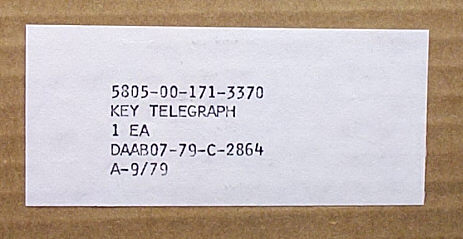 5805-00-171-3370
KEY TELEGRAPH
1 EA
DAAB07-79-C-2864
A-9/79